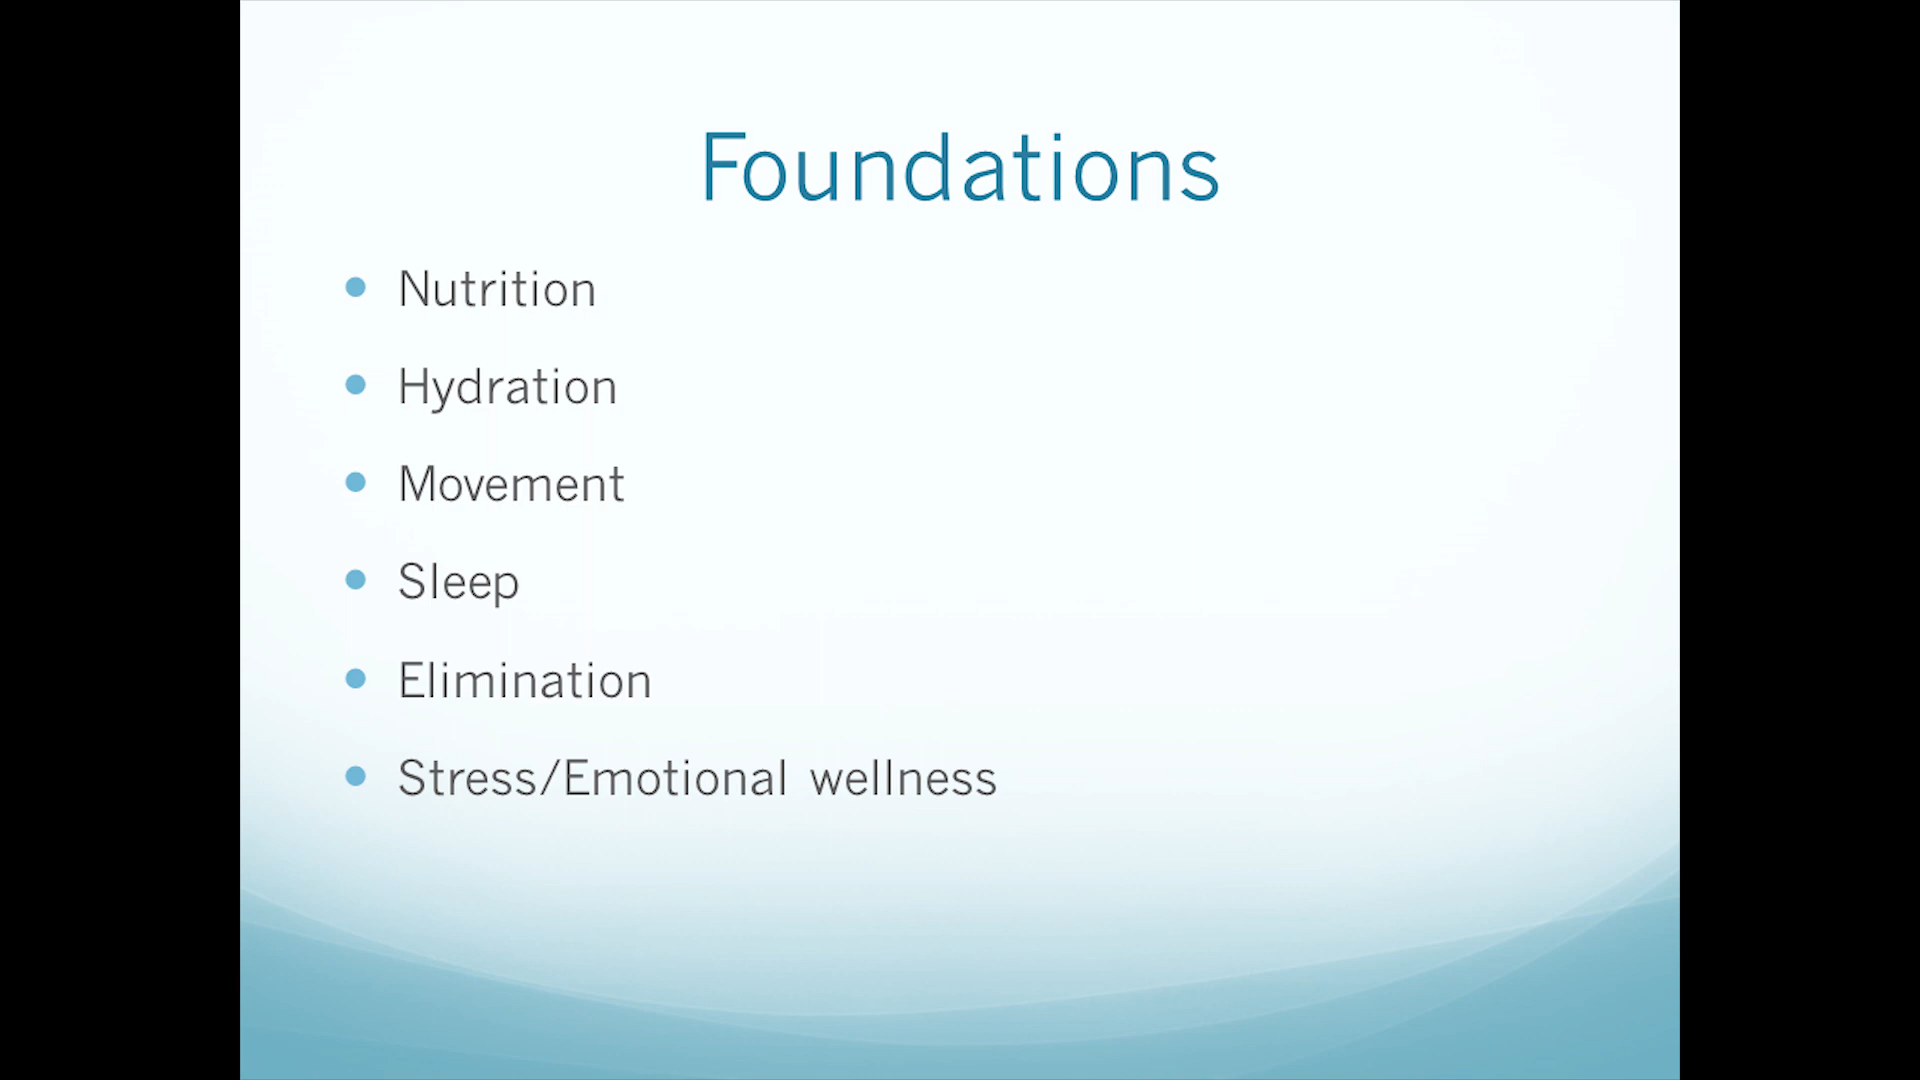 Foundations
Nutrition
Hydration
Movement
Sleep
Elimination
Stress/Emotional wellness